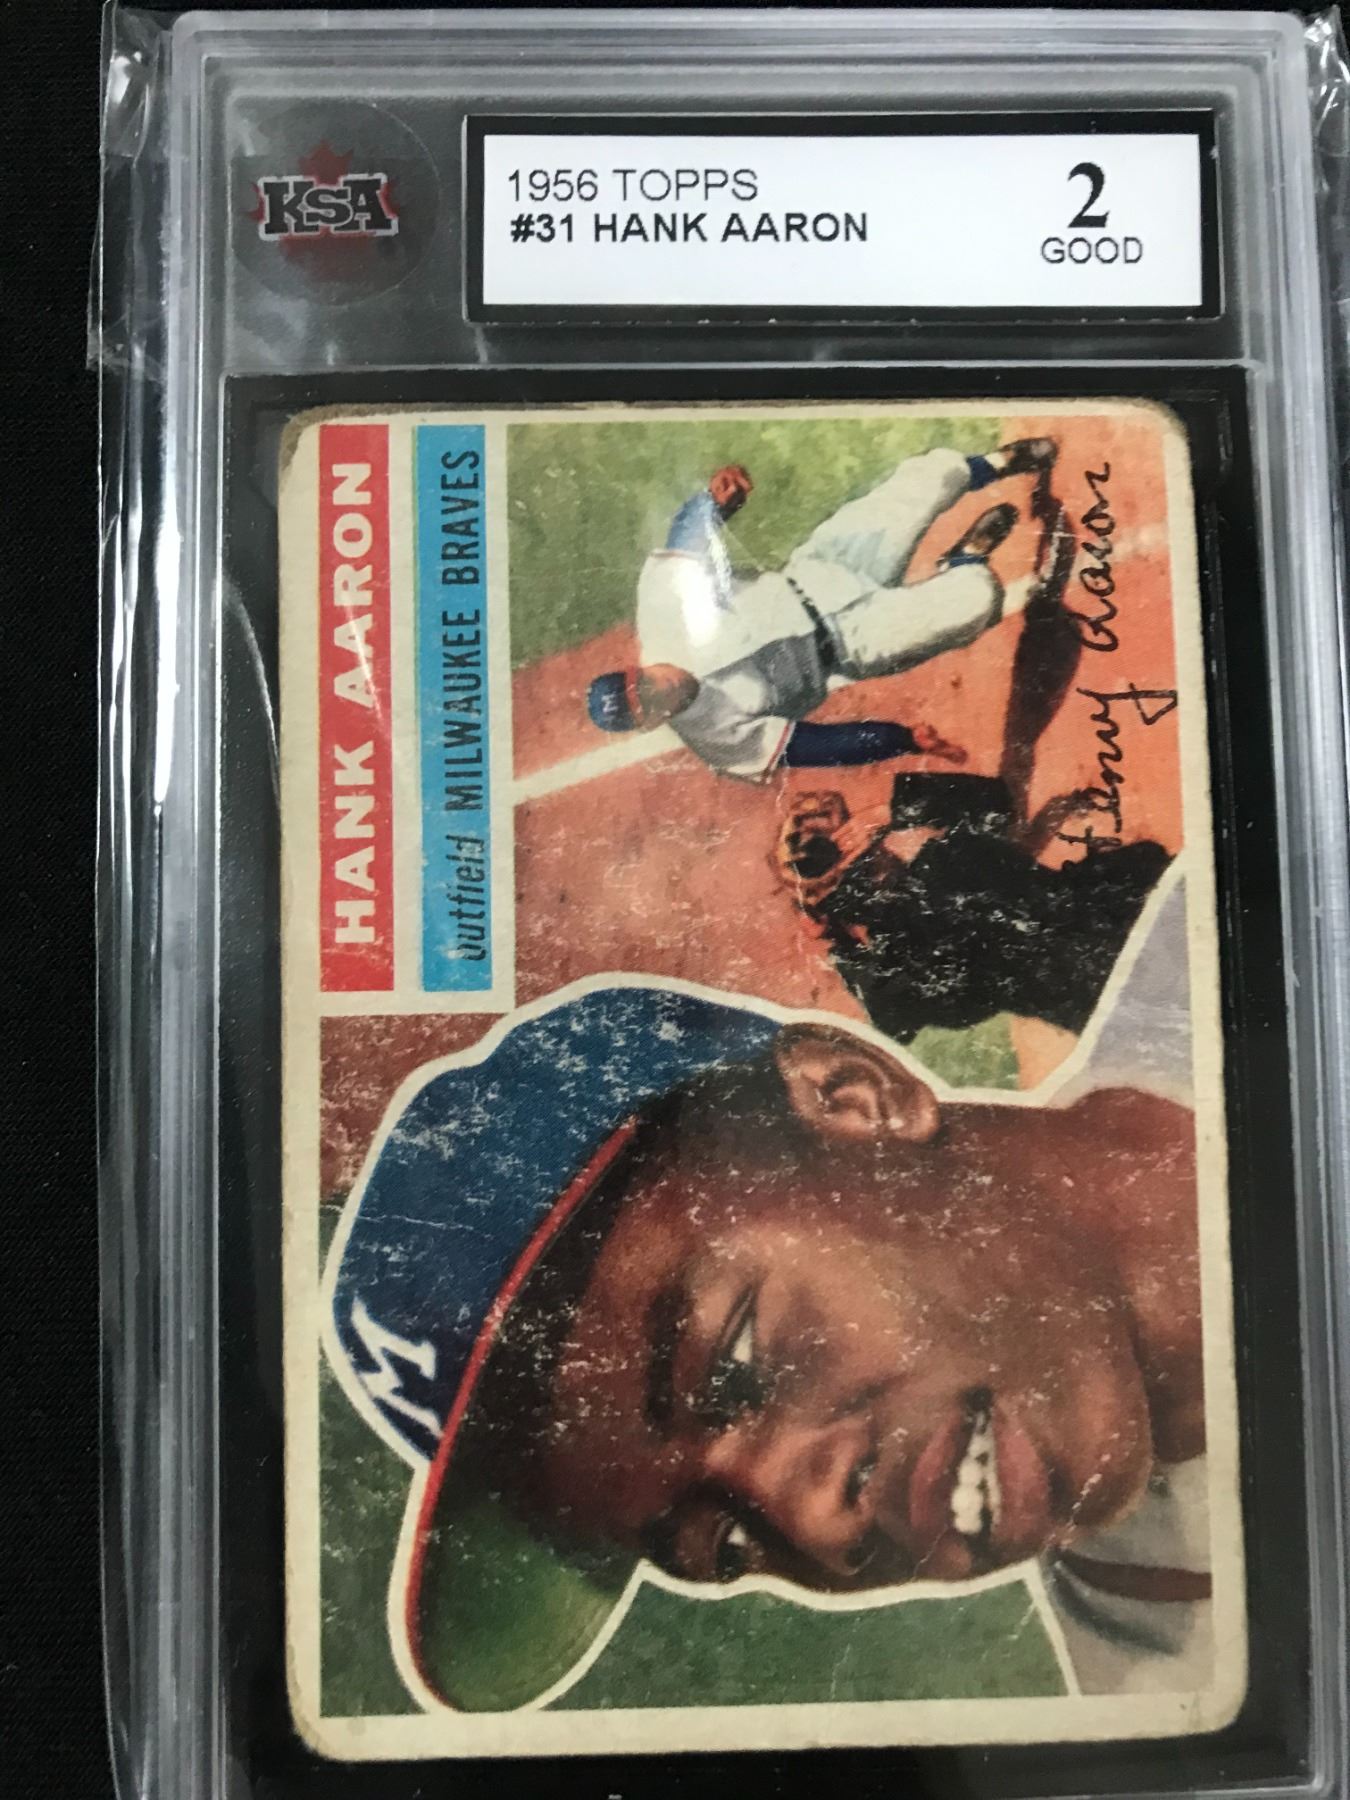 KSA
1956 TOPPS
#31 HANK AARON
2
GOOD
HANK AARON
outfield MILWAUKEE BRAVES
M
Henry Aaron
M